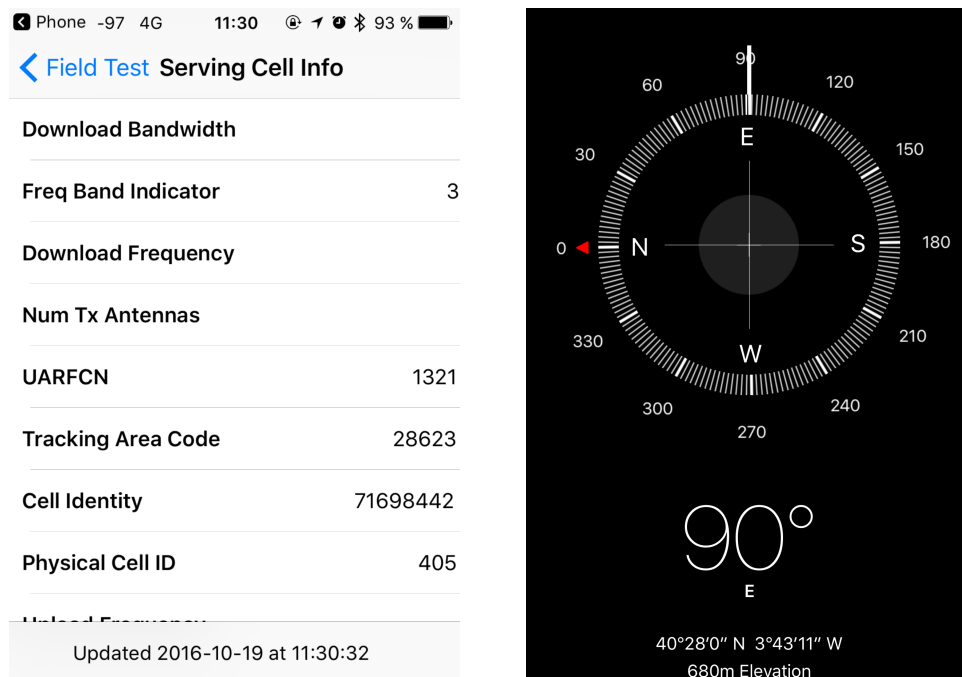 Phone -97 4G 11:30 93 %
Field Test Serving Cell Info
Download Bandwidth
Freq Band Indicator 3
Download Frequency
Num Tx Antennas
UARFCN 1321
Tracking Area Code 28623
Cell Identity 71698442
Physical Cell ID 405
Upload Frequency
Updated 2016-10-19 at 11:30:32
90
60 120
E
30 150
0 N S 180
330 210
W
300 240
270
90°
E
40°28′0″ N 3°43′11″ W
680m Elevation